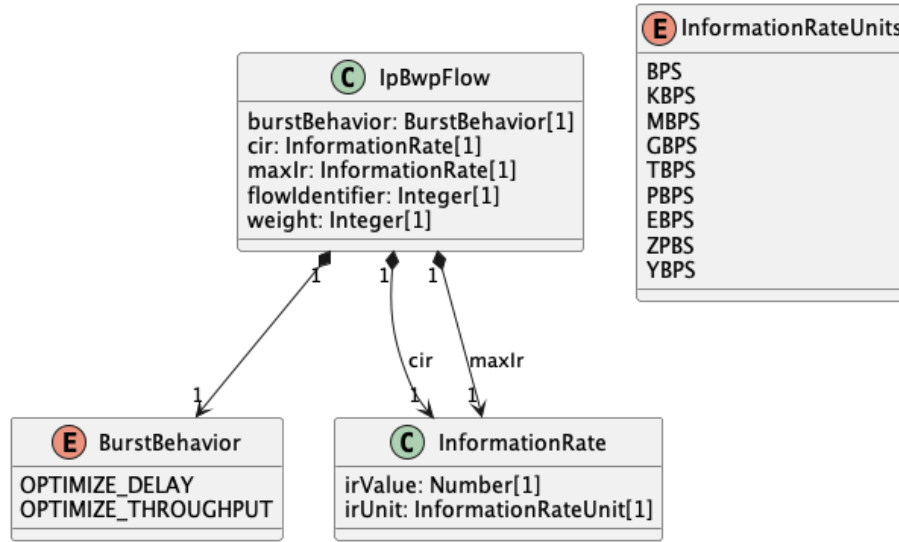 E InformationRateUnits
BPS
KBPS
MBPS
GBPS
TBPS
PBPS
EBPS
ZPBS
YBPS
C IpBwpFlow
burstBehavior: BurstBehavior[1]
cir: InformationRate[1]
maxIr: InformationRate[1]
flowIdentifier: Integer[1]
weight: Integer[1]
1
1
1
cir
maxIr
1
1
1
E BurstBehavior
OPTIMIZE_DELAY
OPTIMIZE_THROUGHPUT
C InformationRate
irValue: Number[1]
irUnit: InformationRateUnit[1]